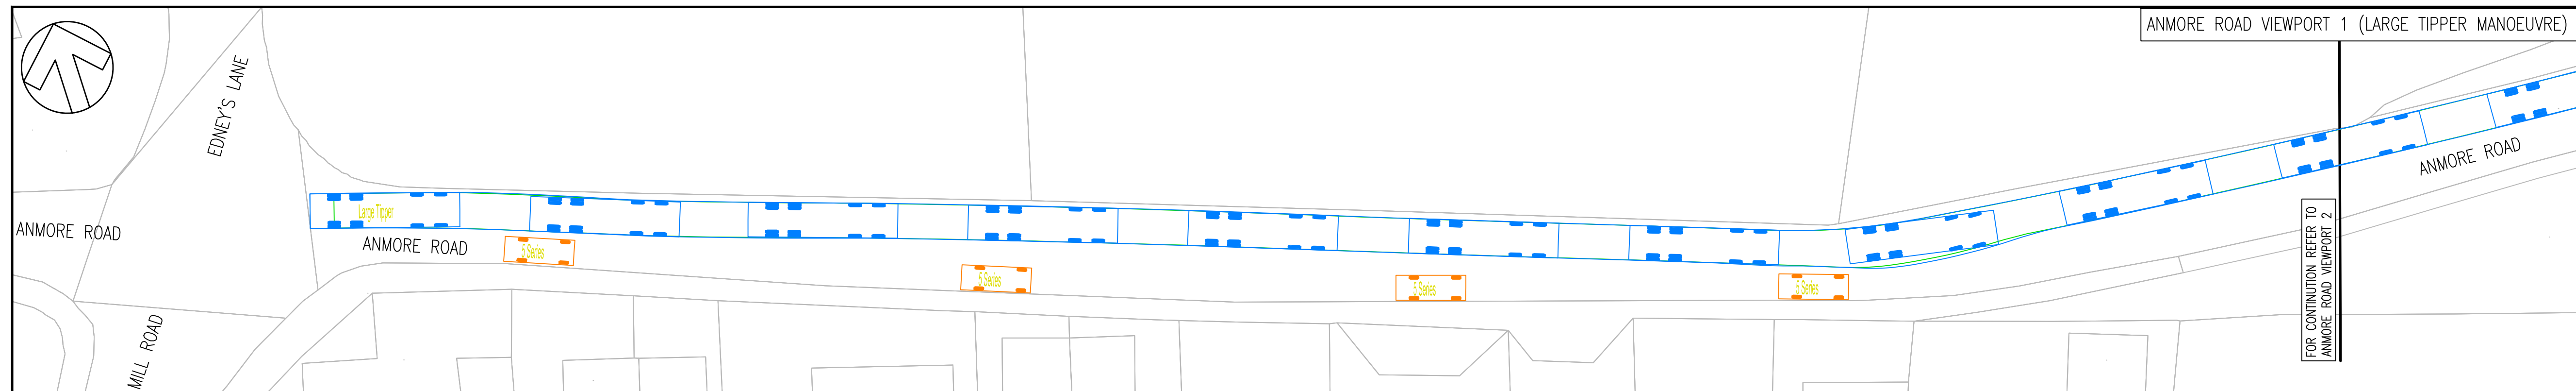 ANMORE ROAD VIEWPORT 1 (LARGE TIPPER MANOEUVRE)
EDNEY'S LANE
Large Tipper
ANMORE ROAD
ANMORE ROAD
5 Series
5 Series
5 Series
5 Series
MILL ROAD
ANMORE ROAD
FOR CONTINUTION REFER TO
ANMORE ROAD VIEWPORT 2